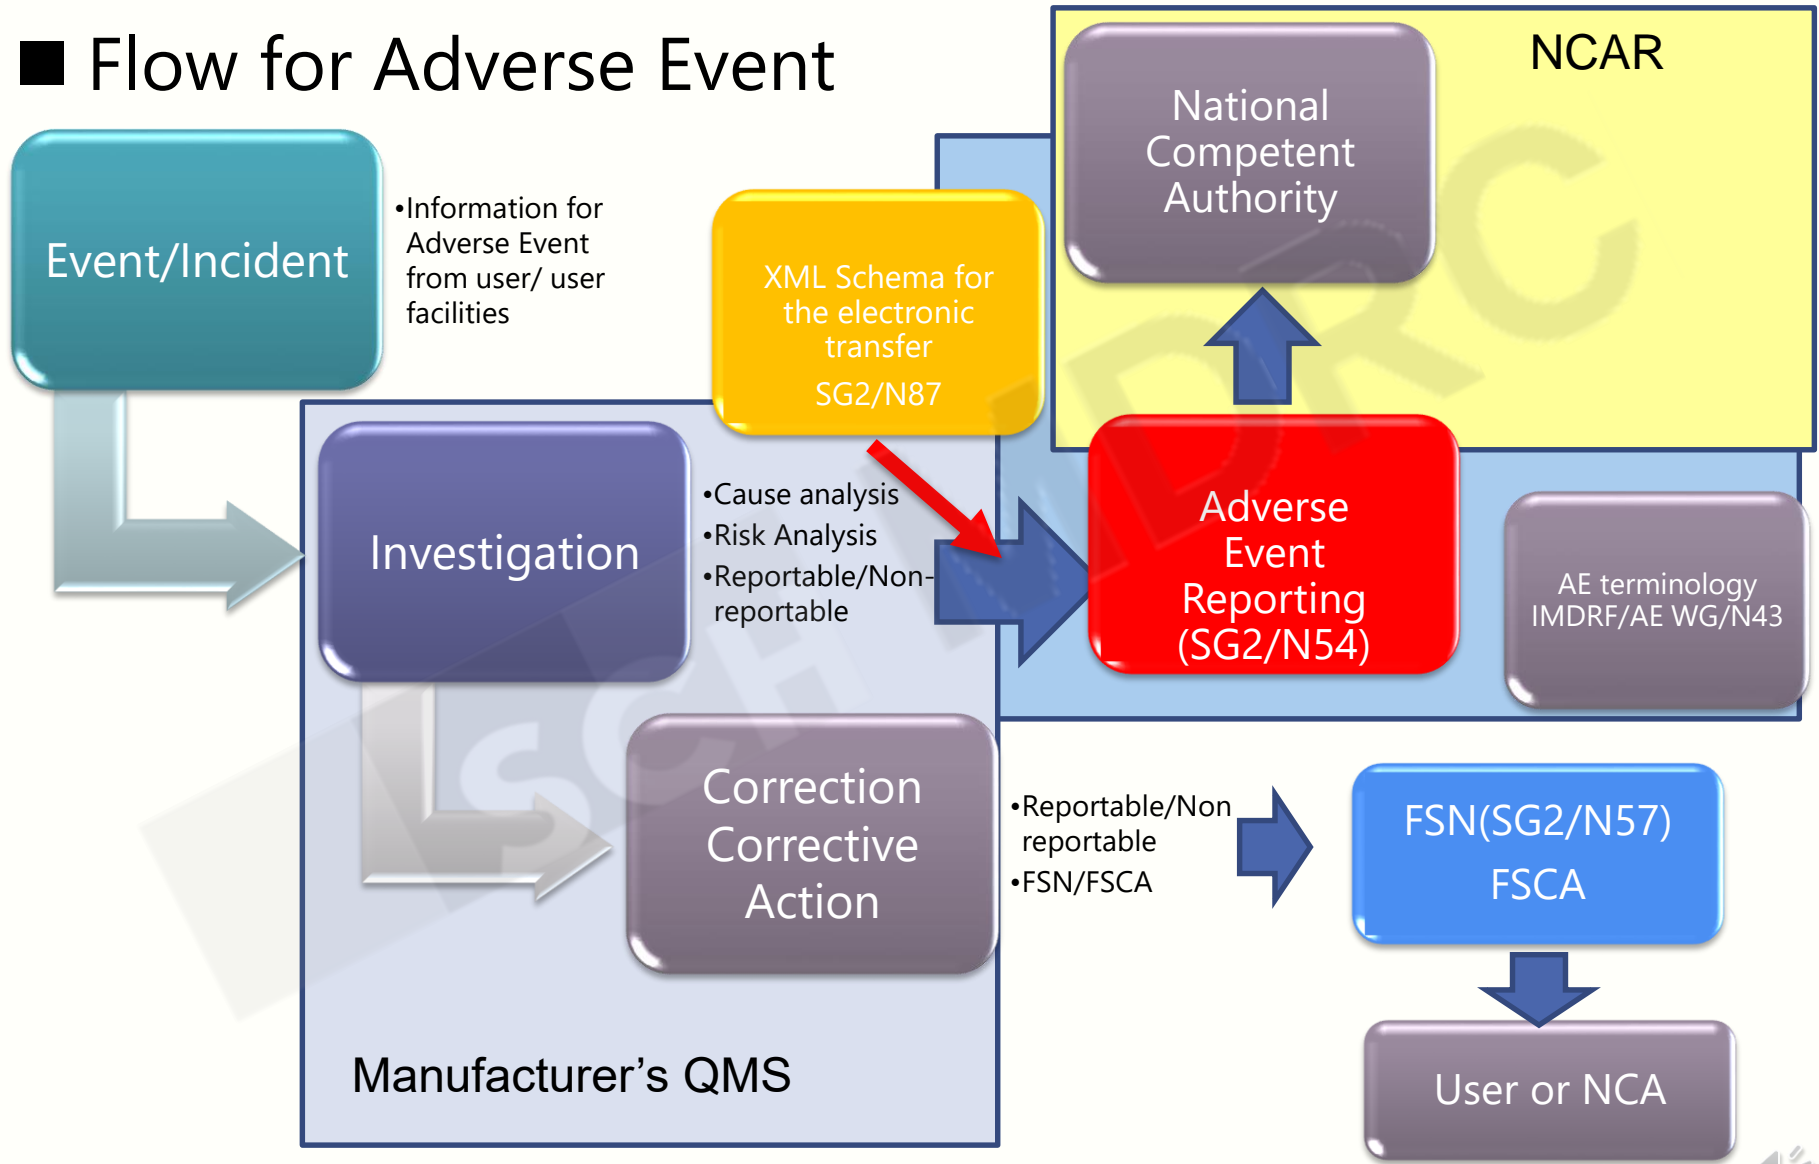 ■ Flow for Adverse Event
NCAR
National
Competent
Authority
Event/Incident
•Information for
Adverse Event
from user/ user
facilities
XML Schema for
the electronic
transfer
SG2/N87
Investigation
•Cause analysis
•Risk Analysis
•Reportable/Non-
reportable
Adverse
Event
Reporting
(SG2/N54)
AE terminology
IMDRF/AE WG/N43
Correction
Corrective
Action
•Reportable/Non
reportable
•FSN/FSCA
FSN(SG2/N57)
FSCA
Manufacturer’s QMS
User or NCA
SCH MDRC